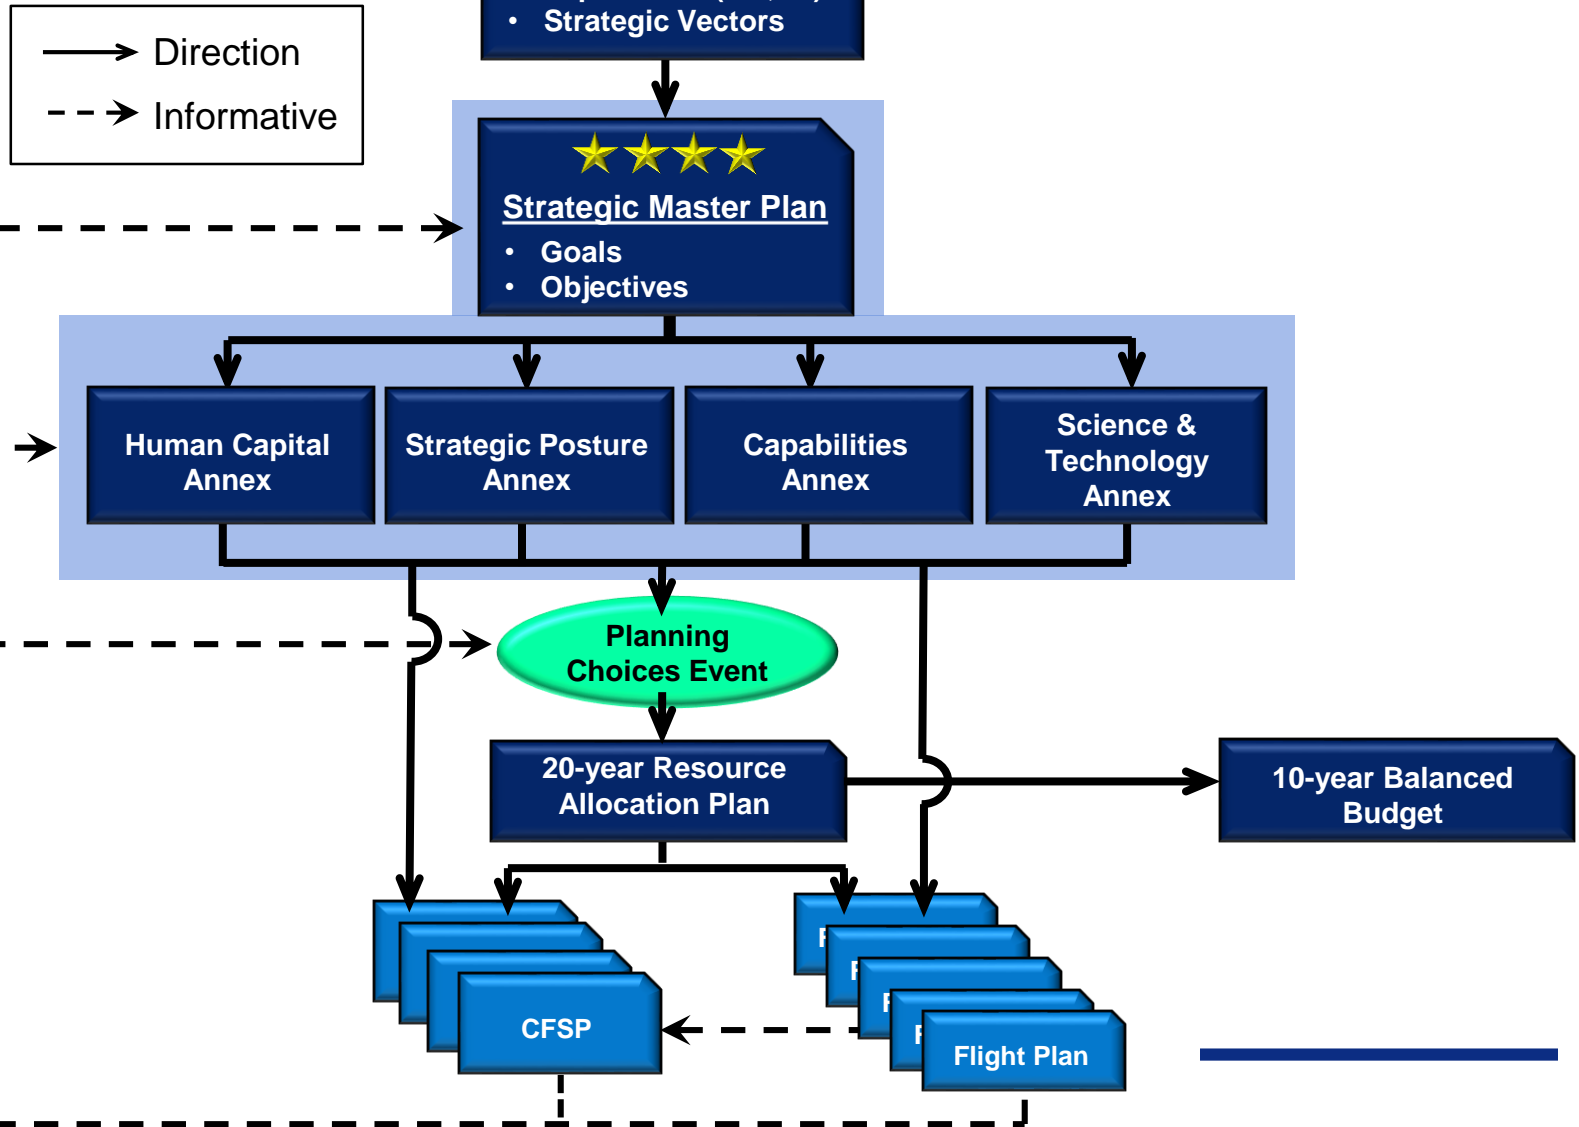 • Strategic Vectors
Direction
Informative
Strategic Master Plan
• Goals
• Objectives
Human Capital
Annex
Strategic Posture
Annex
Capabilities
Annex
Science &
Technology
Annex
Planning
Choices Event
20-year Resource
Allocation Plan
10-year Balanced
Budget
F
F
F
F
CFSP
Flight Plan